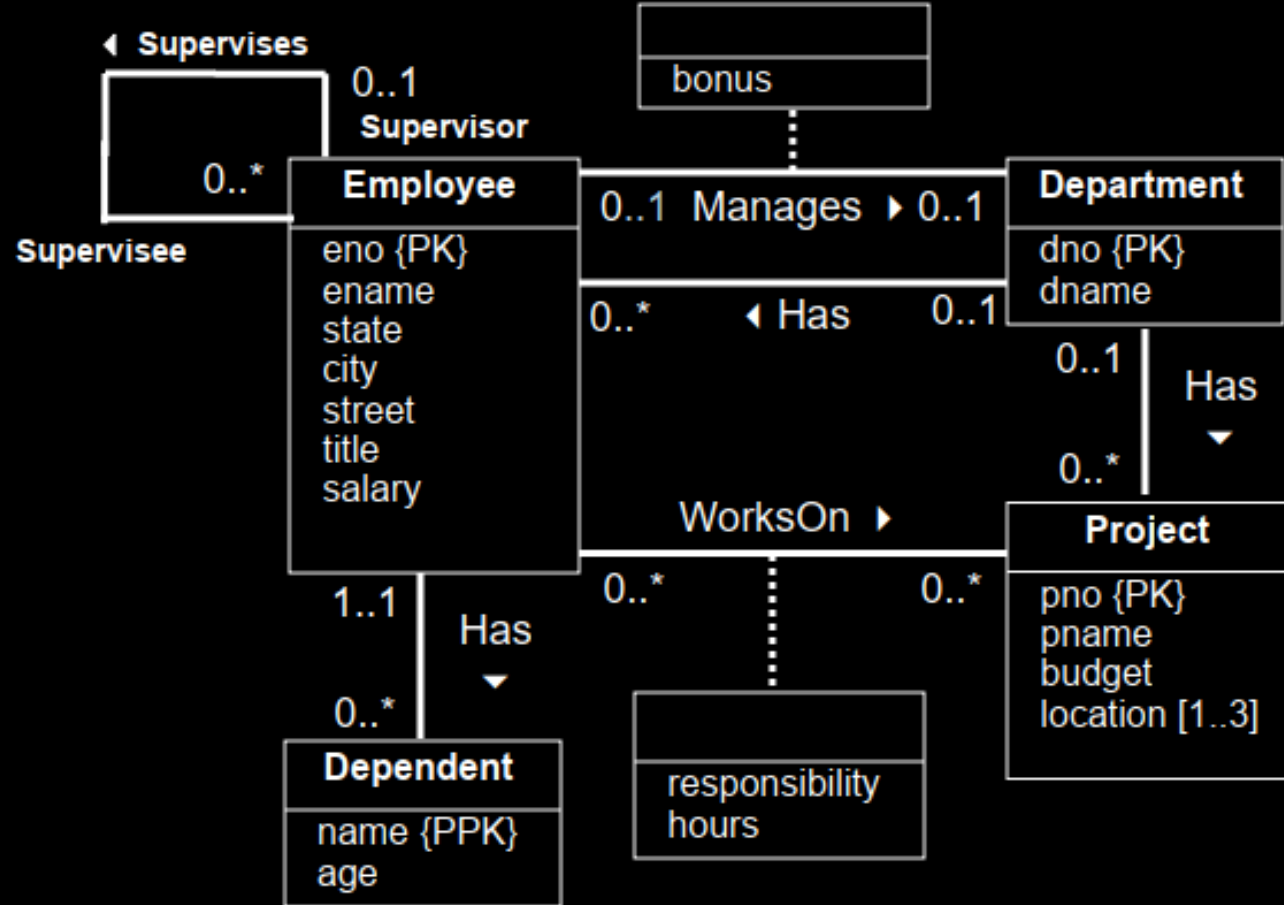 Supervises
0..1
Supervisor
0..*
Supervisee
Employee
eno {PK}
ename
state
city
street
title
salary
bonus
0..1 Manages 0..1
0..* Has 0..1
Department
dno {PK}
dname
0..1
Has
0..*
WorksOn
0..* 0..*
Project
pno {PK}
pname
budget
location [1..3]
1..1
Has
0..*
Dependent
name {PPK}
age
responsibility
hours